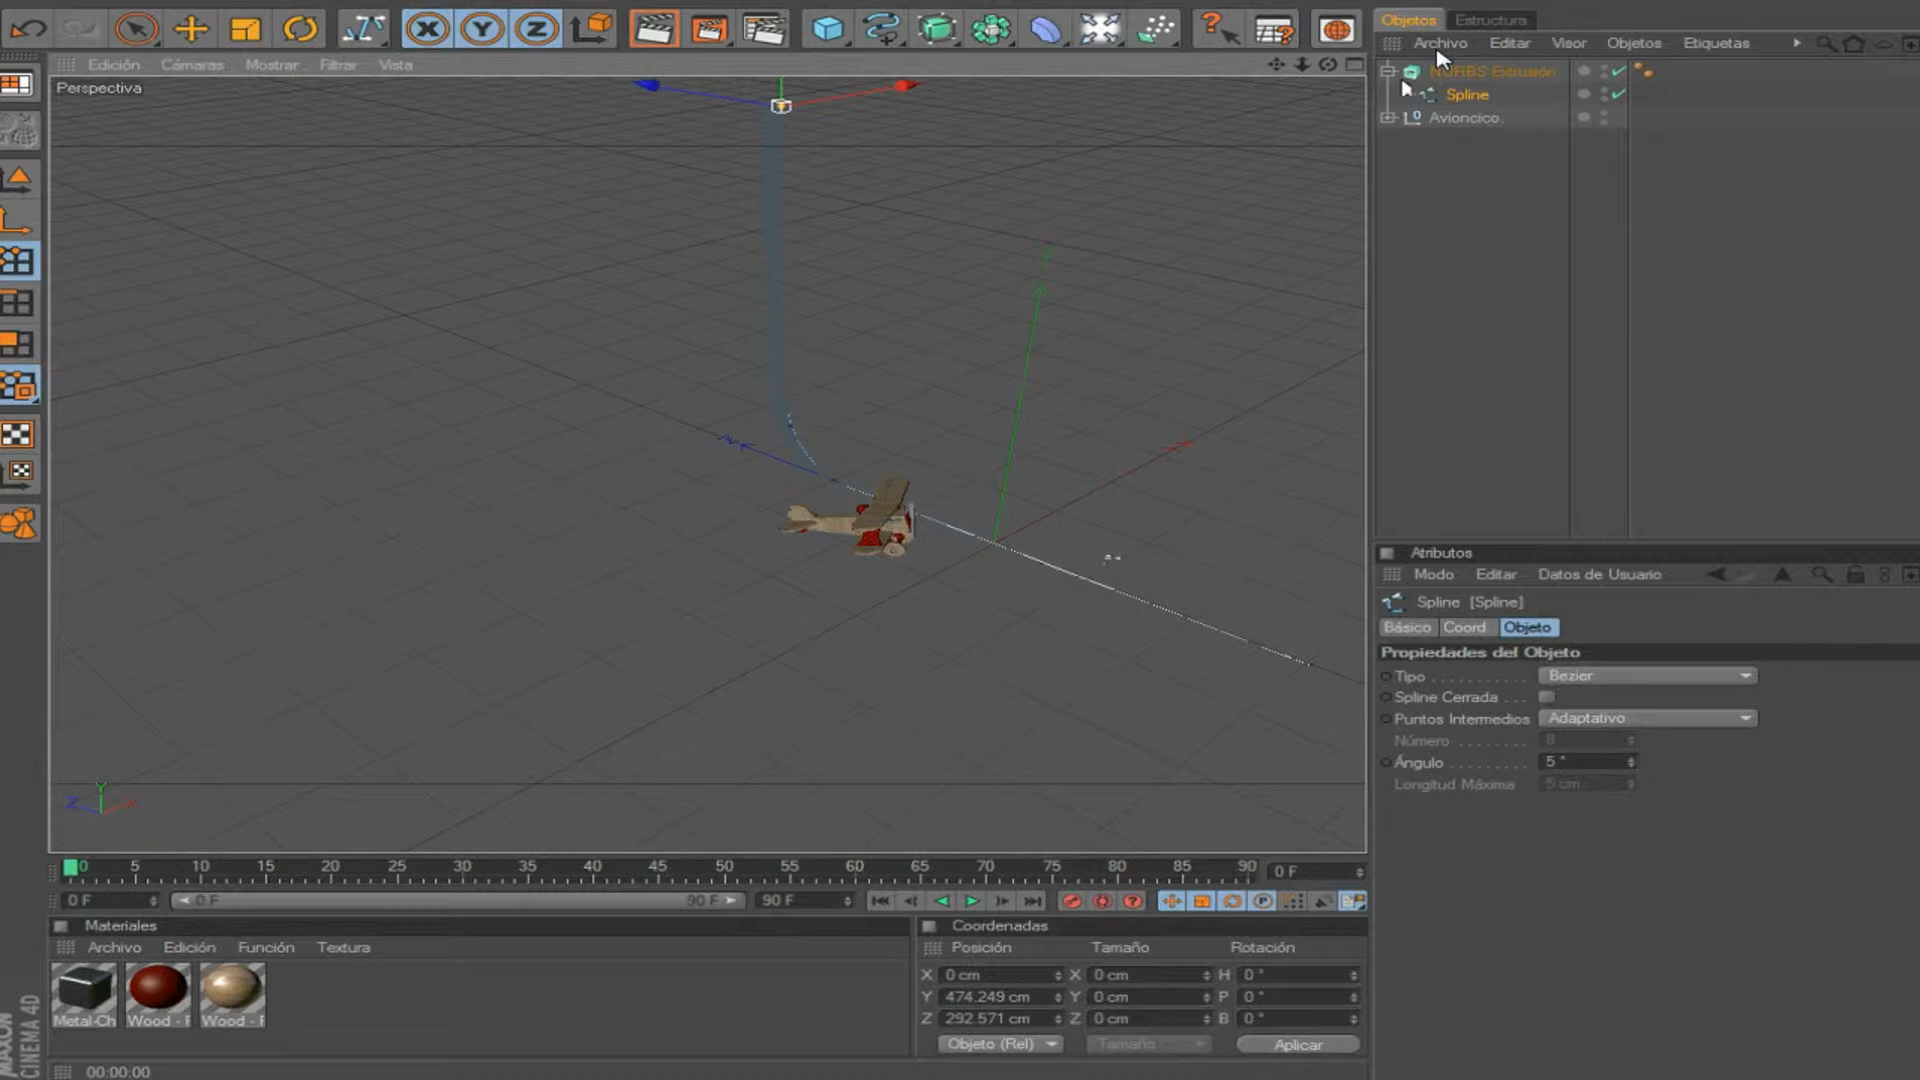 Objetos Estructura
X Y Z
Archivo Editar Visor Objetos Etiquetas
Edición Cámaras Mostrar Filtrar Vista
Perspectiva
NURBS Extrusión
Spline
Avioncico.
Atributos
Modo Editar Datos de Usuario
Spline [Spline]
Básico Coord. Objeto
Propiedades del Objeto
Tipo . . . . . . . . . . . Bezier
Spline Cerrada . . .
Puntos Intermedios Adaptativo
Número . . . . . . . . 8
Ángulo . . . . . . . . . 5 °
Longitud Máxima 5 cm
Y
Z
0 5 10 15 20 25 30 35 40 45 50 55 60 65 70 75 80 85 90 0 F
0 F 0 F 90 F 90 F
Materiales
Archivo Edición Función Textura
Metal-Ch Wood - F Wood - F
Coordenadas
Posición Tamaño Rotación
X 0 cm X 0 cm H 0 °
Y 474.249 cm Y 0 cm P 0 °
Z 292.571 cm Z 0 cm B 0 °
Objeto (Rel) Tamaño Aplicar
MAXON
CINEMA 4D
00:00:00